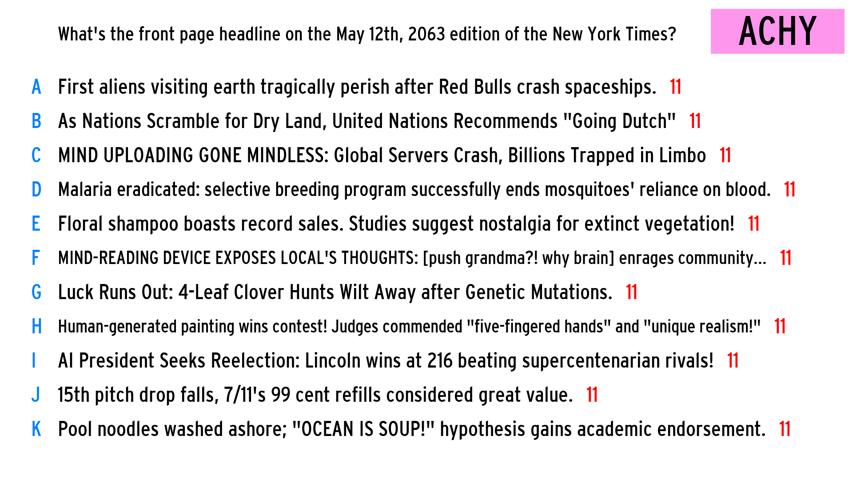 What's the front page headline on the May 12th, 2063 edition of the New York Times?
ACHY
A First aliens visiting earth tragically perish after Red Bulls crash spaceships. 11
B As Nations Scramble for Dry Land, United Nations Recommends "Going Dutch" 11
C MIND UPLOADING GONE MINDLESS: Global Servers Crash, Billions Trapped in Limbo 11
D Malaria eradicated: selective breeding program successfully ends mosquitoes' reliance on blood. 11
E Floral shampoo boasts record sales. Studies suggest nostalgia for extinct vegetation! 11
F MIND-READING DEVICE EXPOSES LOCAL'S THOUGHTS: [push grandma?! why brain] enrages community... 11
G Luck Runs Out: 4-Leaf Clover Hunts Wilt Away after Genetic Mutations. 11
H Human-generated painting wins contest! Judges commended "five-fingered hands" and "unique realism!" 11
I AI President Seeks Reelection: Lincoln wins at 216 beating supercentenarian rivals! 11
J 15th pitch drop falls, 7/11's 99 cent refills considered great value. 11
K Pool noodles washed ashore; "OCEAN IS SOUP!" hypothesis gains academic endorsement. 11